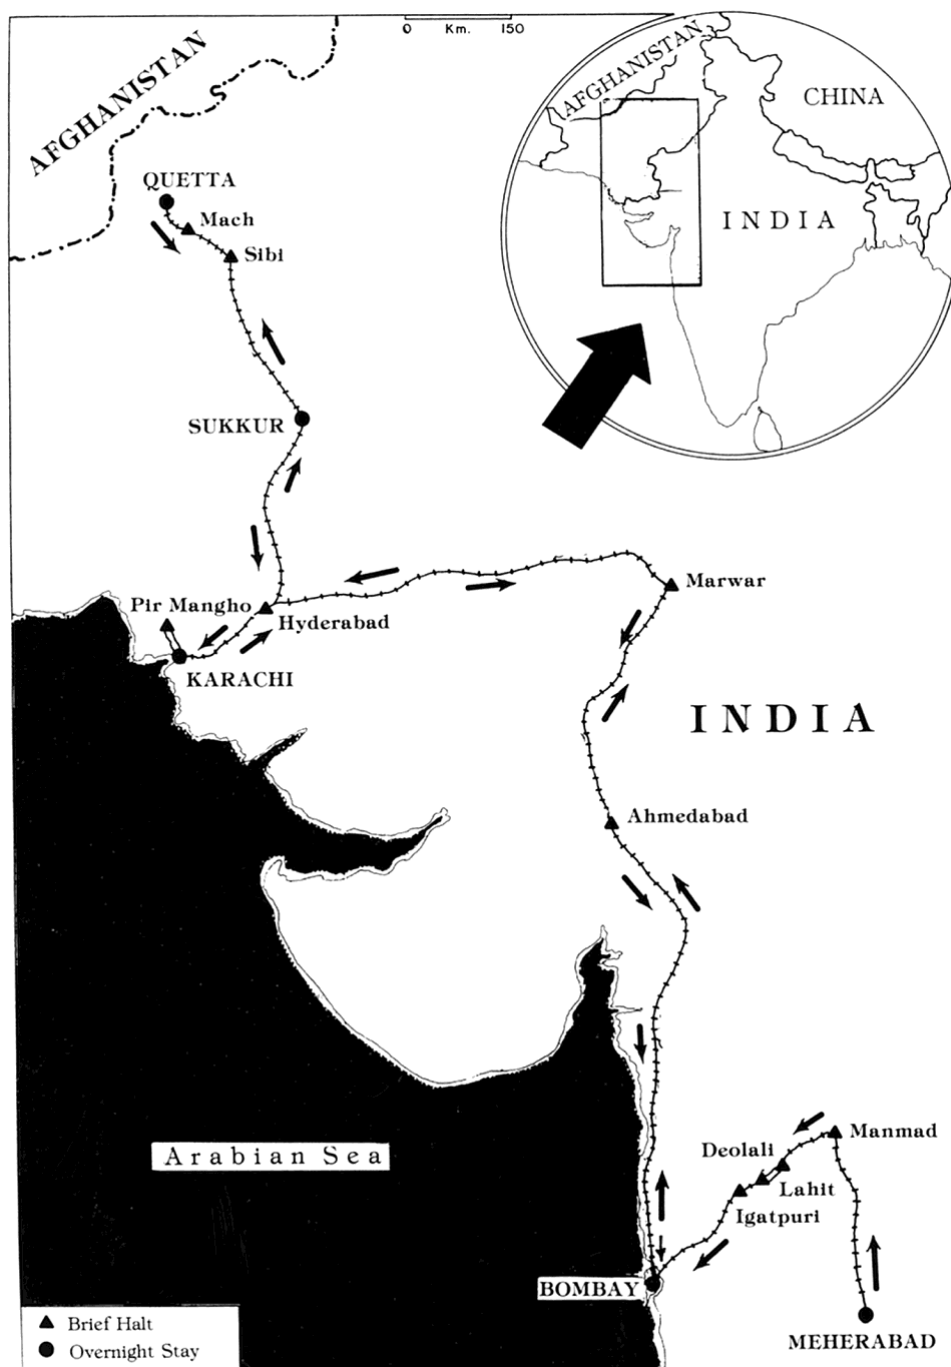 0 Km. 150
AFGHANISTAN
AFGHANISTAN
CHINA
INDIA
QUETTA
Mach
Sibi
SUKKUR
Marwar
Pir Mangho
Hyderabad
KARACHI
INDIA
Ahmedabad
Arabian Sea
Manmad
Deolali
Lahit
Igatpuri
BOMBAY
MEHERABAD
Brief Halt
Overnight Stay